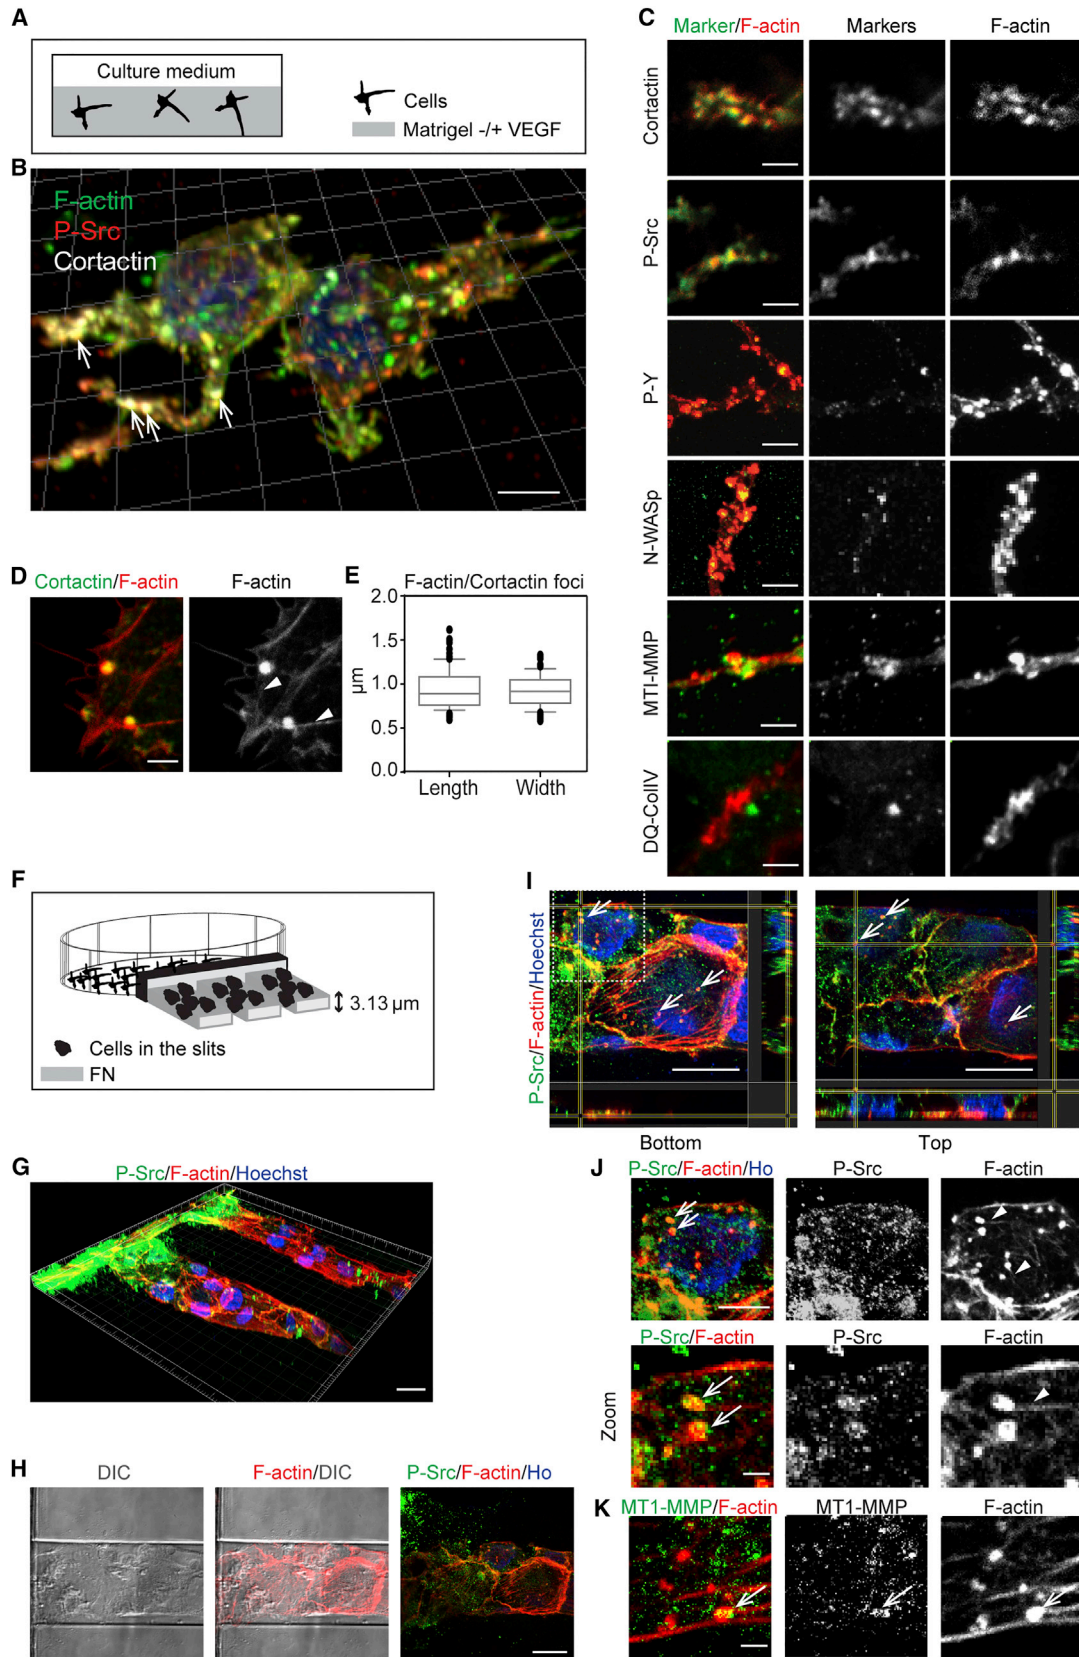 A
Culture medium
Cells
Matrigel -/+ VEGF
B
F-actin
P-Src
Cortactin
C
Marker/F-actin
Markers
F-actin
Cortactin
P-Src
P-Y
N-WASp
MTI-MMP
DQ-CollV
D
Cortactin/F-actin
F-actin
E
F-actin/Cortactin foci
2.0
1.5
1.0
0.5
0.0
µm
Length
Width
F
3.13 µm
Cells in the slits
FN
G
P-Src/F-actin/Hoechst
H
DIC
F-actin/DIC
P-Src/F-actin/Ho
I
P-Src/F-actin/Hoechst
Bottom
Top
J
P-Src/F-actin/Ho
P-Src
F-actin
P-Src/F-actin
P-Src
F-actin
Zoom
K
MT1-MMP/F-actin
MT1-MMP
F-actin